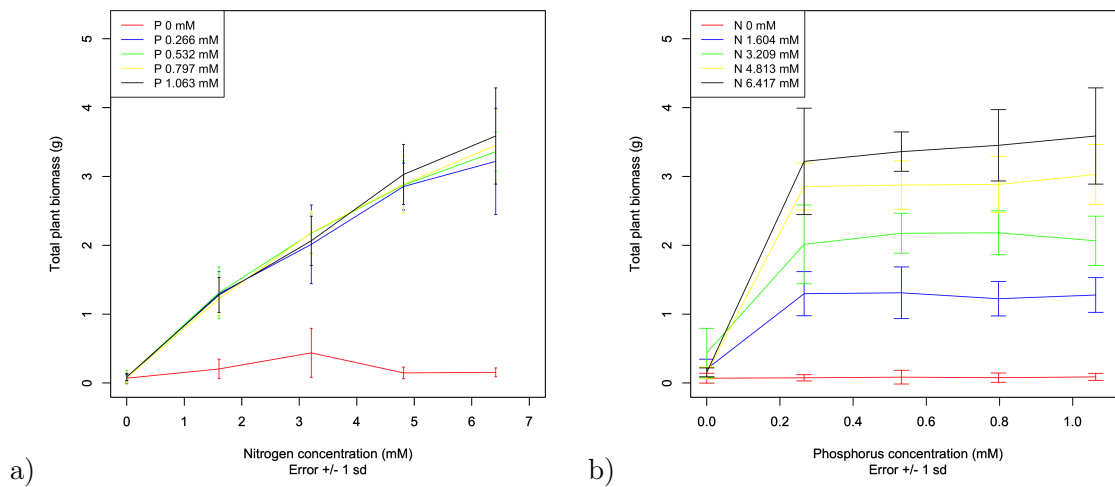 P 0 mM
P 0.266 mM
P 0.532 mM
P 0.797 mM
P 1.063 mM
Total plant biomass (g)
5
4
3
2
1
0
0 1 2 3 4 5 6 7
Nitrogen concentration (mM)
Error +/- 1 sd
a)
N 0 mM
N 1.604 mM
N 3.209 mM
N 4.813 mM
N 6.417 mM
Total plant biomass (g)
5
4
3
2
1
0
0.0 0.2 0.4 0.6 0.8 1.0
Phosphorus concentration (mM)
Error +/- 1 sd
b)